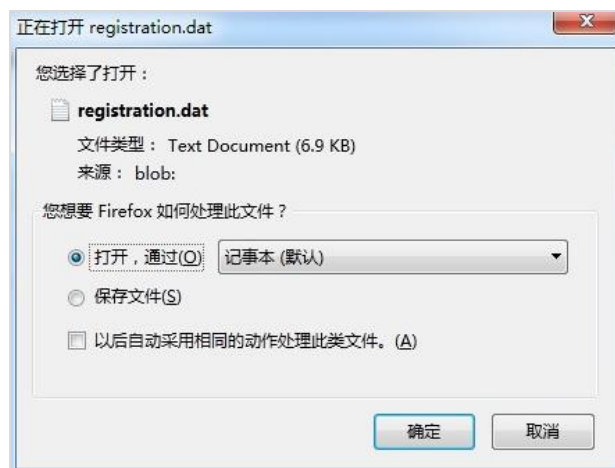 正在打开 registration.dat
您选择了打开：
registration.dat
文件类型： Text Document (6.9 KB)
来源： blob:
您想要 Firefox 如何处理此文件？
打开，通过(O) 记事本 (默认)
保存文件(S)
以后自动采用相同的动作处理此类文件。(A)
确定 取消